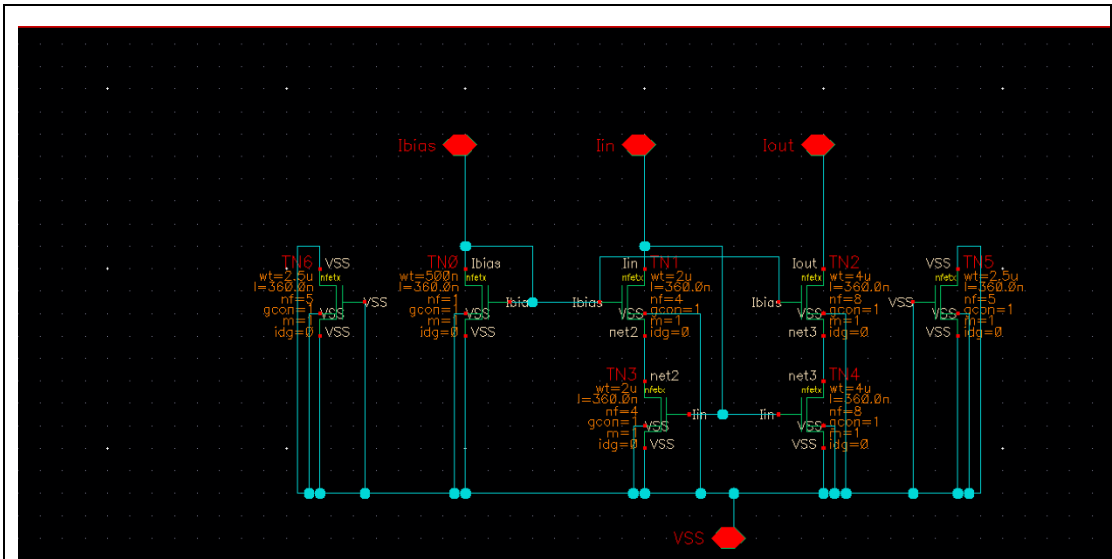 Ibias
Iin
Iout
TN6
VSS
wt=2.5u
nfetx
l=360.0n
nf=5
VSS
gcon=1
VSS
m=1
idg=0
VSS
TN0
Ibias
wt=500n
nfetx
l=360.0n
nf=1
Ibias
gcon=1
VSS
m=1
idg=0
VSS
Iin
TN1
nfetx
wt=2u
l=360.0n
Ibias
nf=4
VSS
gcon=1
m=1
net2
idg=0
Iout
TN2
nfetx
wt=4u
l=360.0n
Ibias
nf=8
VSS
gcon=1
m=1
net3
idg=0
VSS
TN5
nfetx
wt=2.5u
l=360.0n
VSS
nf=5
VSS
gcon=1
m=1
VSS
idg=0
TN3
net2
wt=2u
nfetx
l=360.0n
nf=4
Iin
gcon=1
VSS
idg=0
VSS
net3
TN4
nfetx
wt=4u
l=360.0n
Iin
nf=8
VSS
gcon=1
m=1
VSS
idg=0
VSS